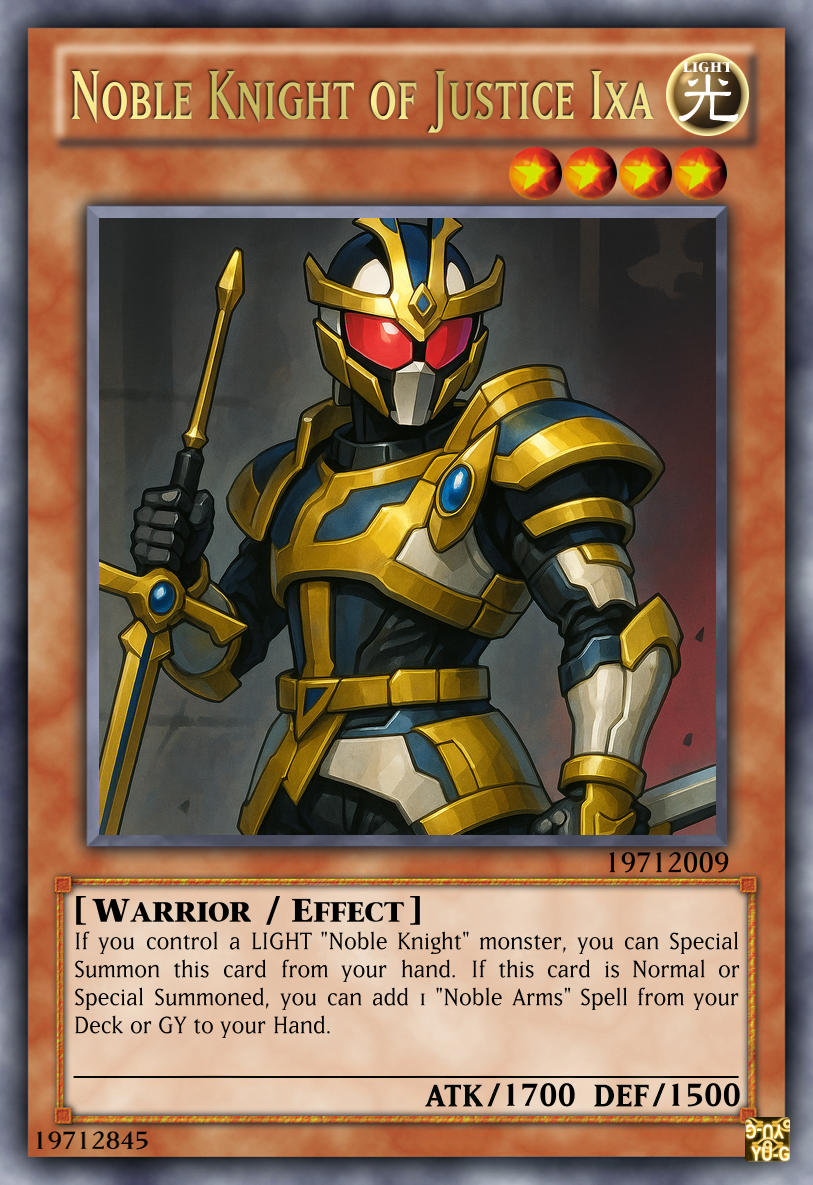 Noble Knight of Justice Ixa
LIGHT
光
19712009
[ Warrior / Effect ]
If you control a LIGHT "Noble Knight" monster, you can Special
Summon this card from your hand. If this card is Normal or
Special Summoned, you can add 1 "Noble Arms" Spell from your
Deck or GY to your Hand.
ATK/1700 DEF/1500
19712845
YU-G